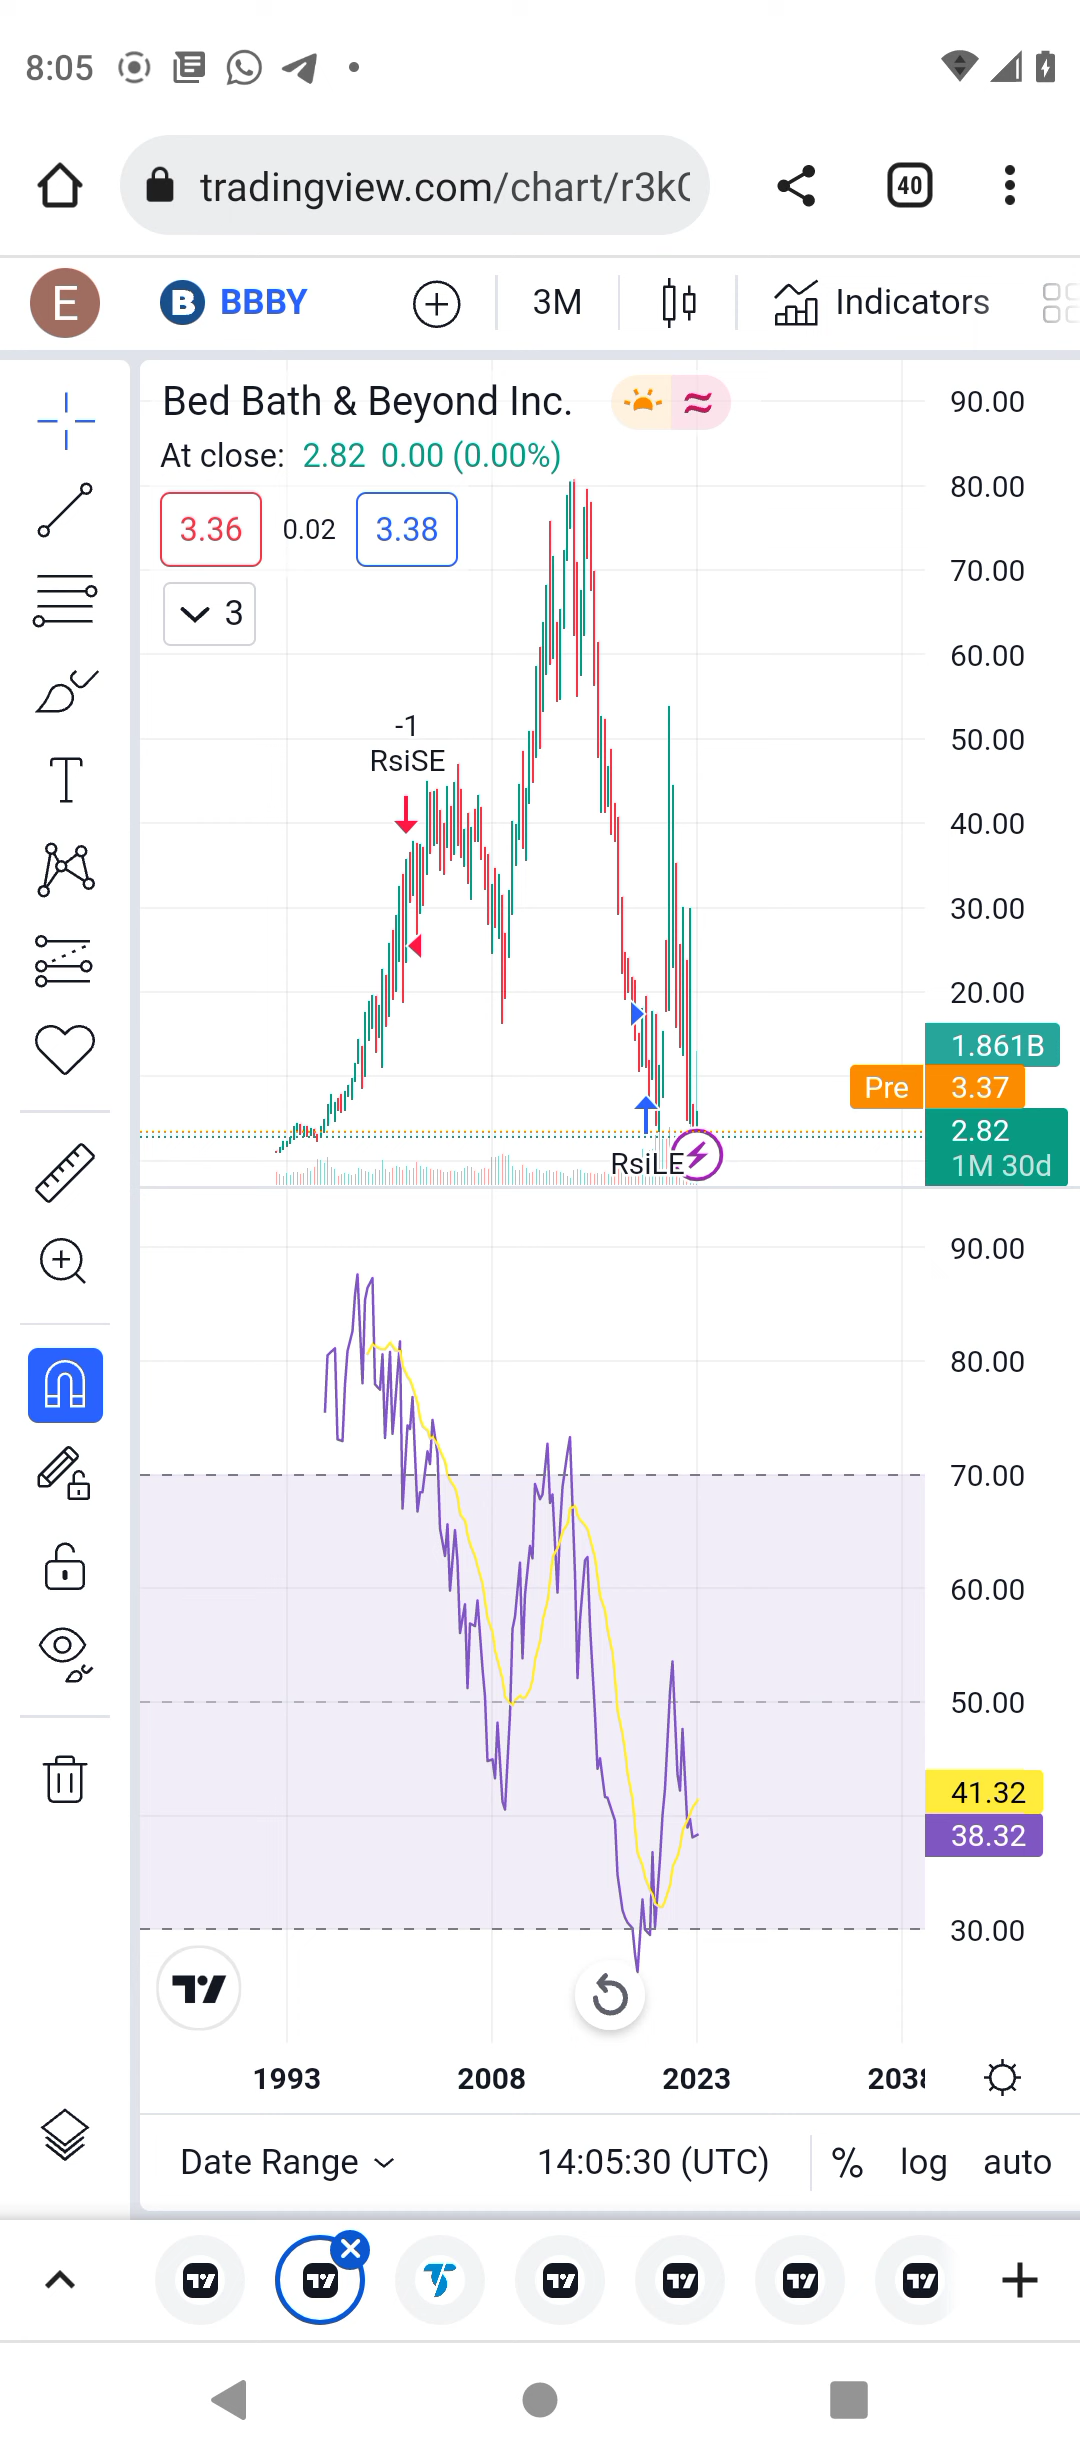 8:05
tradingview.com/chart/r3k
40
E
B BBBY
3M
Indicators
Bed Bath & Beyond Inc.
At close: 2.82 0.00 (0.00%)
3.36 0.02 3.38
3
90.00
80.00
70.00
60.00
50.00
40.00
30.00
20.00
-1
RsiSE
RsiLE
1.861B
Pre 3.37
2.82
1M 30d
90.00
80.00
70.00
60.00
50.00
41.32
38.32
30.00
1993 2008 2023 203
Date Range
14:05:30 (UTC)
% log auto